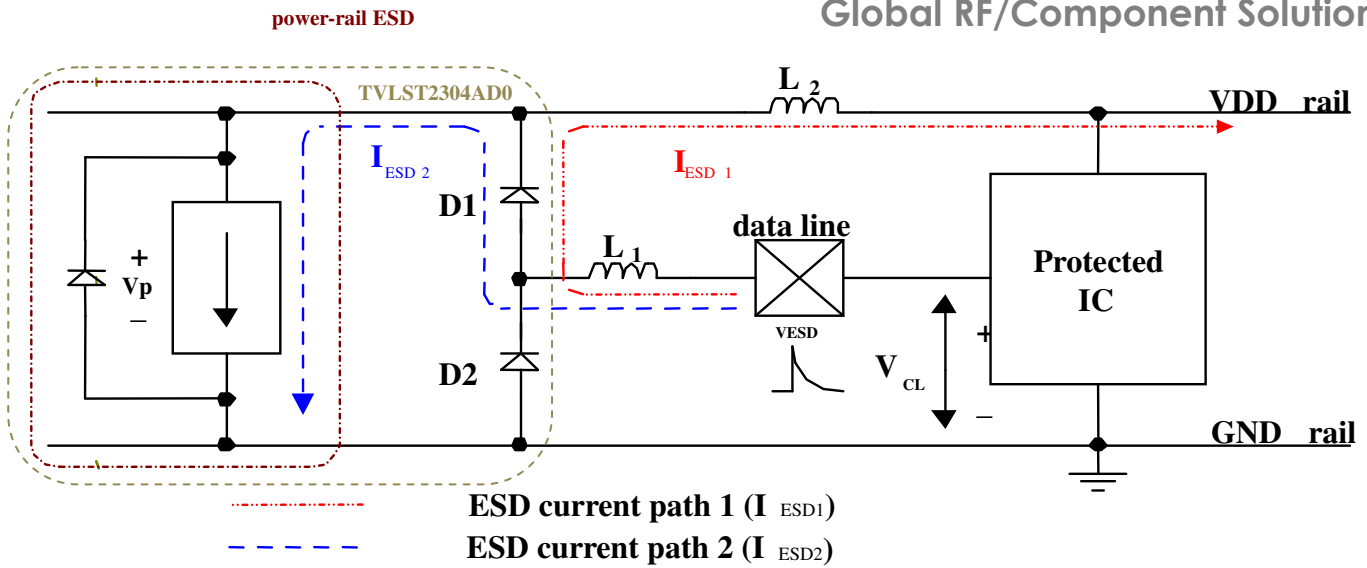 Global RF/Component Solution
power-rail ESD
TVLST2304AD0
L 2
VDD rail
I ESD 2
I ESD 1
D1
data line
L 1
Protected
IC
+
Vp
–
VESD
+
V CL
D2
–
GND rail
ESD current path 1 (I ESD1)
ESD current path 2 (I ESD2)